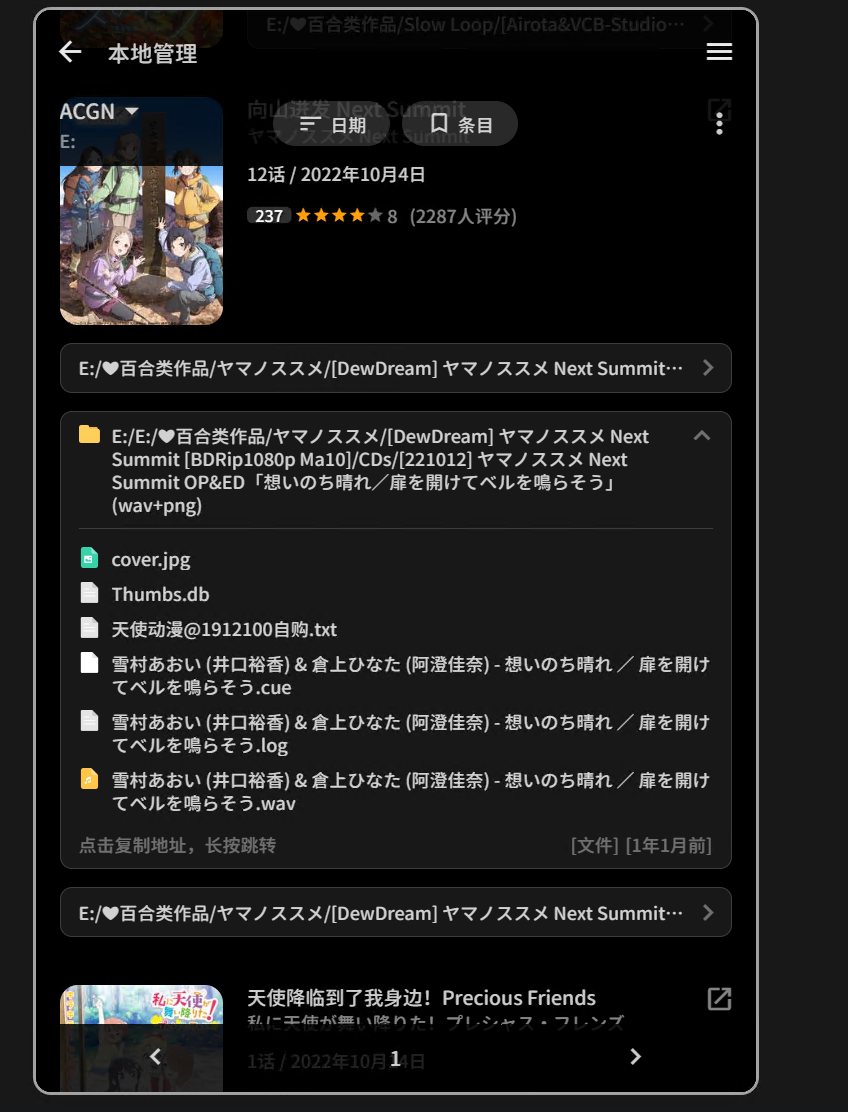 E:/❤百合类作品/Slow Loop/[Airota&VCB-Studio…
本地管理
ACGN
E:
向山进发 Next Summit
ヤマノススメ Next Summit
日期
条目
12话 / 2022年10月4日
237 8 (2287人评分)
E:/❤百合类作品/ヤマノススメ/[DewDream] ヤマノススメ Next Summit…
E:/E:/❤百合类作品/ヤマノススメ/[DewDream] ヤマノススメ Next
Summit [BDRip1080p Ma10]/CDs/[221012] ヤマノススメ Next
Summit OP&ED「想いのち晴れ／扉を開けてベルを鳴らそう」
(wav+png)
cover.jpg
Thumbs.db
天使动漫@1912100自购.txt
雪村あおい (井口裕香) & 倉上ひなた (阿澄佳奈) - 想いのち晴れ ／ 扉を開け
てベルを鳴らそう.cue
雪村あおい (井口裕香) & 倉上ひなた (阿澄佳奈) - 想いのち晴れ ／ 扉を開け
てベルを鳴らそう.log
雪村あおい (井口裕香) & 倉上ひなた (阿澄佳奈) - 想いのち晴れ ／ 扉を開け
てベルを鳴らそう.wav
点击复制地址，长按跳转
[文件] [1年1月前]
E:/❤百合类作品/ヤマノススメ/[DewDream] ヤマノススメ Next Summit…
私に天使が
舞い降りた!
天使降临到了我身边！Precious Friends
私に天使が舞い降りた！プレシャス・フレンズ
1话 / 2022年10月14日
1